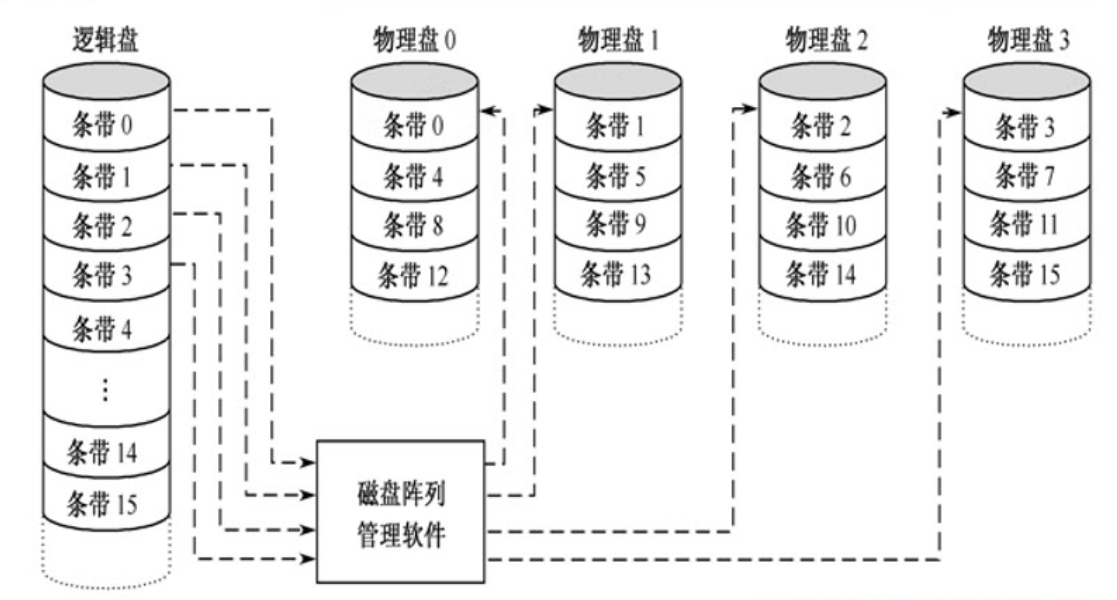 逻辑盘
条带 0
条带 1
条带 2
条带 3
条带 4
⋮
条带 14
条带 15
物理盘 0
条带 0
条带 4
条带 8
条带 12
物理盘 1
条带 1
条带 5
条带 9
条带 13
物理盘 2
条带 2
条带 6
条带 10
条带 14
物理盘 3
条带 3
条带 7
条带 11
条带 15
磁盘阵列
管理软件